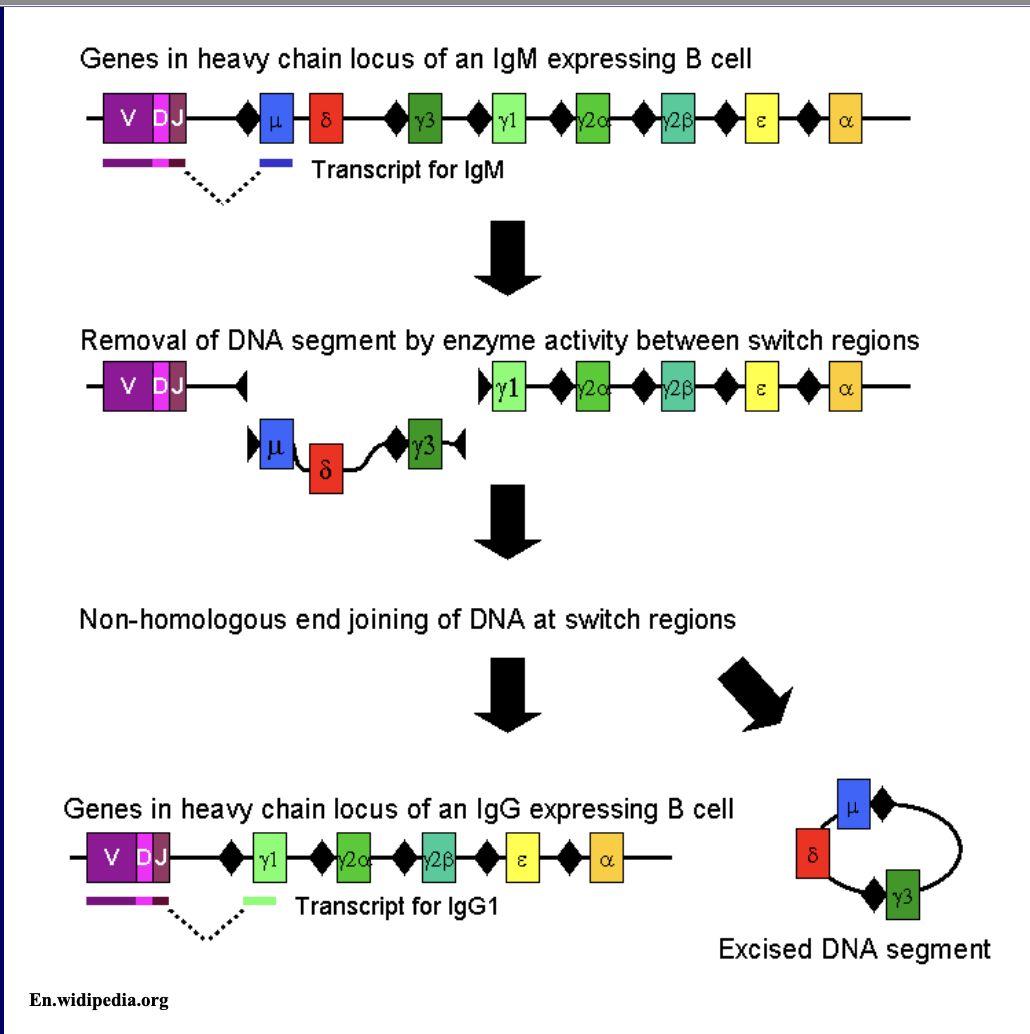 Genes in heavy chain locus of an IgM expressing B cell
V D J μ δ γ3 γ1 γ2α γ2β ε α
Transcript for IgM
Removal of DNA segment by enzyme activity between switch regions
V D J γ1 γ2α γ2β ε α
μ δ γ3
Non-homologous end joining of DNA at switch regions
Genes in heavy chain locus of an IgG expressing B cell
V D J γ1 γ2α γ2β ε α
Transcript for IgG1
μ
δ
γ3
Excised DNA segment
En.widipedia.org